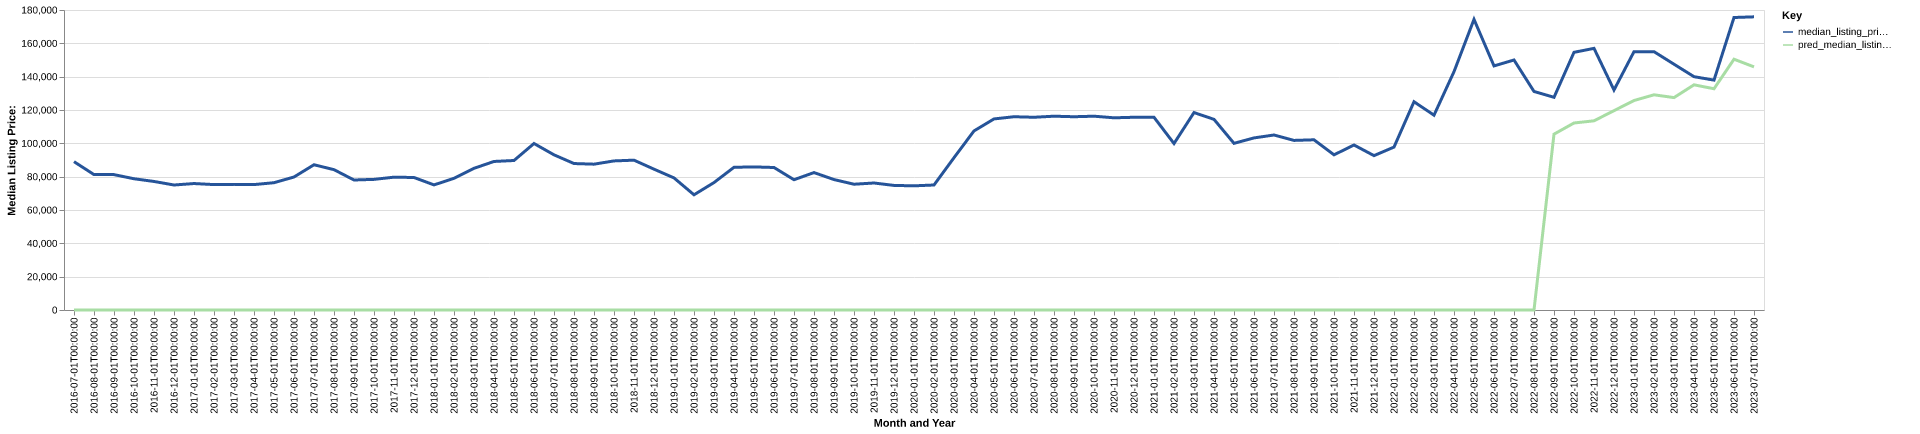 180,000
160,000
140,000
120,000
100,000
80,000
60,000
40,000
20,000
0
Median Listing Price:
2016-07-01T00:00:00
2016-08-01T00:00:00
2016-09-01T00:00:00
2016-10-01T00:00:00
2016-11-01T00:00:00
2016-12-01T00:00:00
2017-01-01T00:00:00
2017-02-01T00:00:00
2017-03-01T00:00:00
2017-04-01T00:00:00
2017-05-01T00:00:00
2017-06-01T00:00:00
2017-07-01T00:00:00
2017-08-01T00:00:00
2017-09-01T00:00:00
2017-10-01T00:00:00
2017-11-01T00:00:00
2017-12-01T00:00:00
2018-01-01T00:00:00
2018-02-01T00:00:00
2018-03-01T00:00:00
2018-04-01T00:00:00
2018-05-01T00:00:00
2018-06-01T00:00:00
2018-07-01T00:00:00
2018-08-01T00:00:00
2018-09-01T00:00:00
2018-10-01T00:00:00
2018-11-01T00:00:00
2018-12-01T00:00:00
2019-01-01T00:00:00
2019-02-01T00:00:00
2019-03-01T00:00:00
2019-04-01T00:00:00
2019-05-01T00:00:00
2019-06-01T00:00:00
2019-07-01T00:00:00
2019-08-01T00:00:00
2019-09-01T00:00:00
2019-10-01T00:00:00
2019-11-01T00:00:00
2019-12-01T00:00:00
2020-01-01T00:00:00
2020-02-01T00:00:00
2020-03-01T00:00:00
2020-04-01T00:00:00
2020-05-01T00:00:00
2020-06-01T00:00:00
2020-07-01T00:00:00
2020-08-01T00:00:00
2020-09-01T00:00:00
2020-10-01T00:00:00
2020-11-01T00:00:00
2020-12-01T00:00:00
2021-01-01T00:00:00
2021-02-01T00:00:00
2021-03-01T00:00:00
2021-04-01T00:00:00
2021-05-01T00:00:00
2021-06-01T00:00:00
2021-07-01T00:00:00
2021-08-01T00:00:00
2021-09-01T00:00:00
2021-10-01T00:00:00
2021-11-01T00:00:00
2021-12-01T00:00:00
2022-01-01T00:00:00
2022-02-01T00:00:00
2022-03-01T00:00:00
2022-04-01T00:00:00
2022-05-01T00:00:00
2022-06-01T00:00:00
2022-07-01T00:00:00
2022-08-01T00:00:00
2022-09-01T00:00:00
2022-10-01T00:00:00
2022-11-01T00:00:00
2022-12-01T00:00:00
2023-01-01T00:00:00
2023-02-01T00:00:00
2023-03-01T00:00:00
2023-04-01T00:00:00
2023-05-01T00:00:00
2023-06-01T00:00:00
2023-07-01T00:00:00
Month and Year
Key
median_listing_pri…
pred_median_listin…